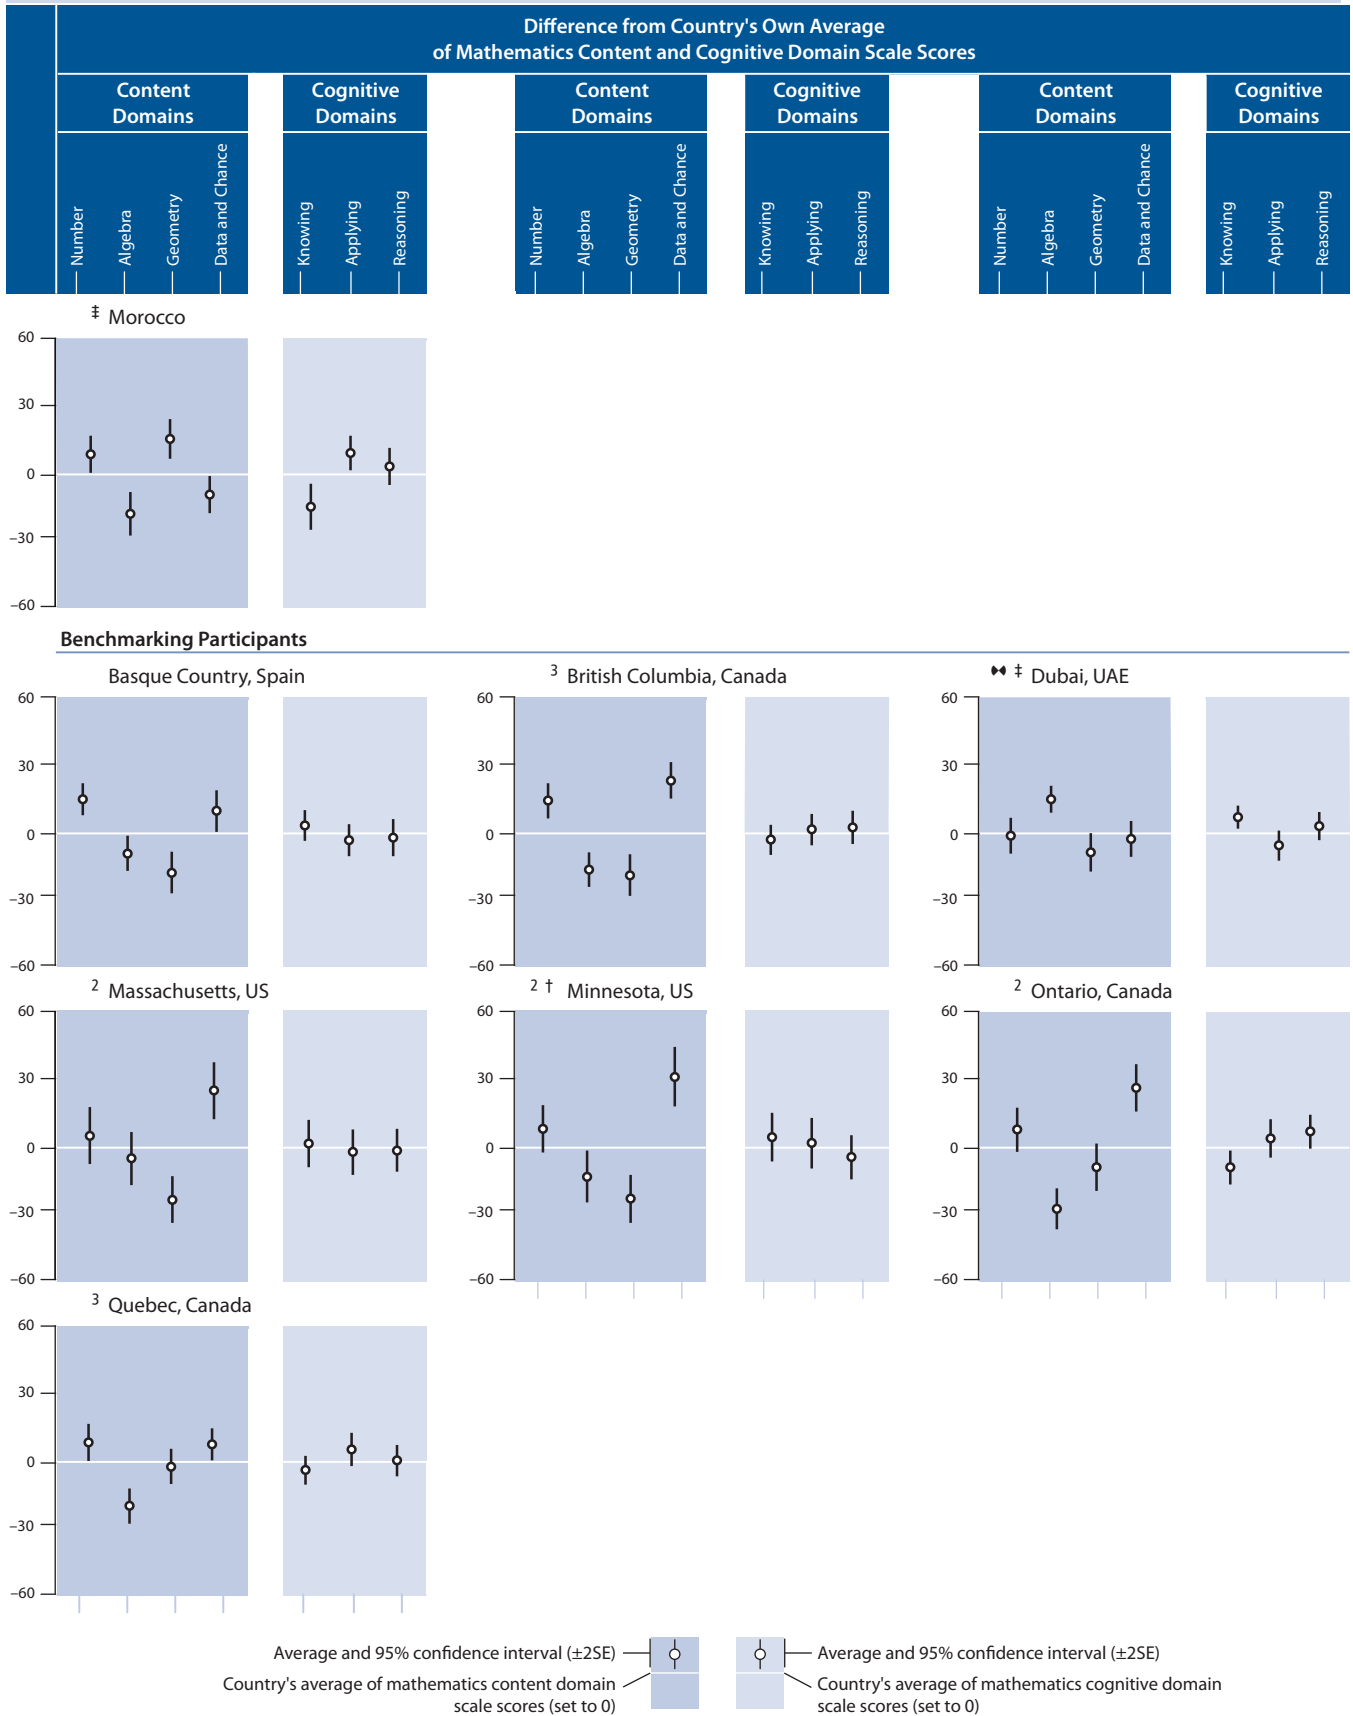 Difference from Country's Own Average
of Mathematics Content and Cognitive Domain Scale Scores
Content Domains
Cognitive Domains
Content Domains
Cognitive Domains
Content Domains
Cognitive Domains
Number
Algebra
Geometry
Data and Chance
Knowing
Applying
Reasoning
Number
Algebra
Geometry
Data and Chance
Knowing
Applying
Reasoning
Number
Algebra
Geometry
Data and Chance
Knowing
Applying
Reasoning
‡ Morocco
60
30
0
–30
–60
Benchmarking Participants
Basque Country, Spain
60
30
0
–30
–60
3 British Columbia, Canada
60
30
0
–30
–60
‡ Dubai, UAE
60
30
0
–30
–60
2 Massachusetts, US
60
30
0
–30
–60
2 † Minnesota, US
60
30
0
–30
–60
2 Ontario, Canada
60
30
0
–30
–60
3 Quebec, Canada
60
30
0
–30
–60
Average and 95% confidence interval (±2SE)
Country's average of mathematics content domain
scale scores (set to 0)
Average and 95% confidence interval (±2SE)
Country's average of mathematics cognitive domain
scale scores (set to 0)